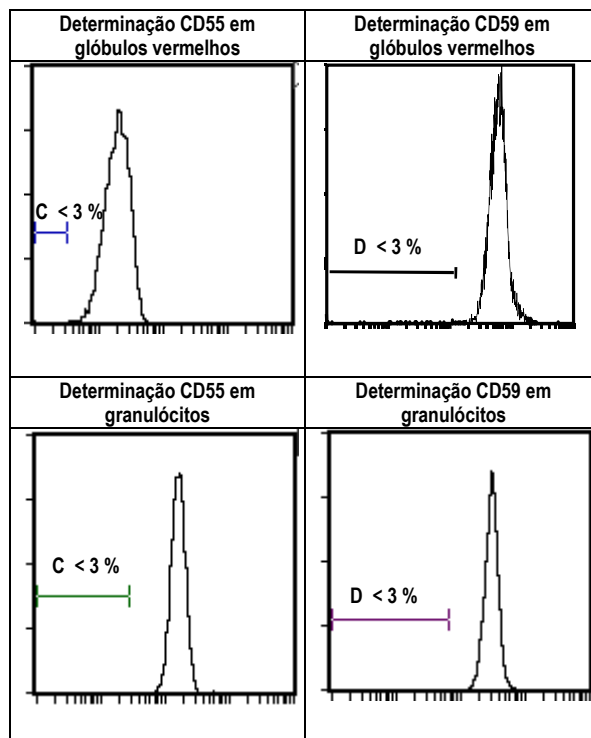 Determinação CD55 em
glóbulos vermelhos
Determinação CD59 em
glóbulos vermelhos
C < 3 %
D < 3 %
Determinação CD55 em
granulócitos
Determinação CD59 em
granulócitos
C < 3 %
D < 3 %